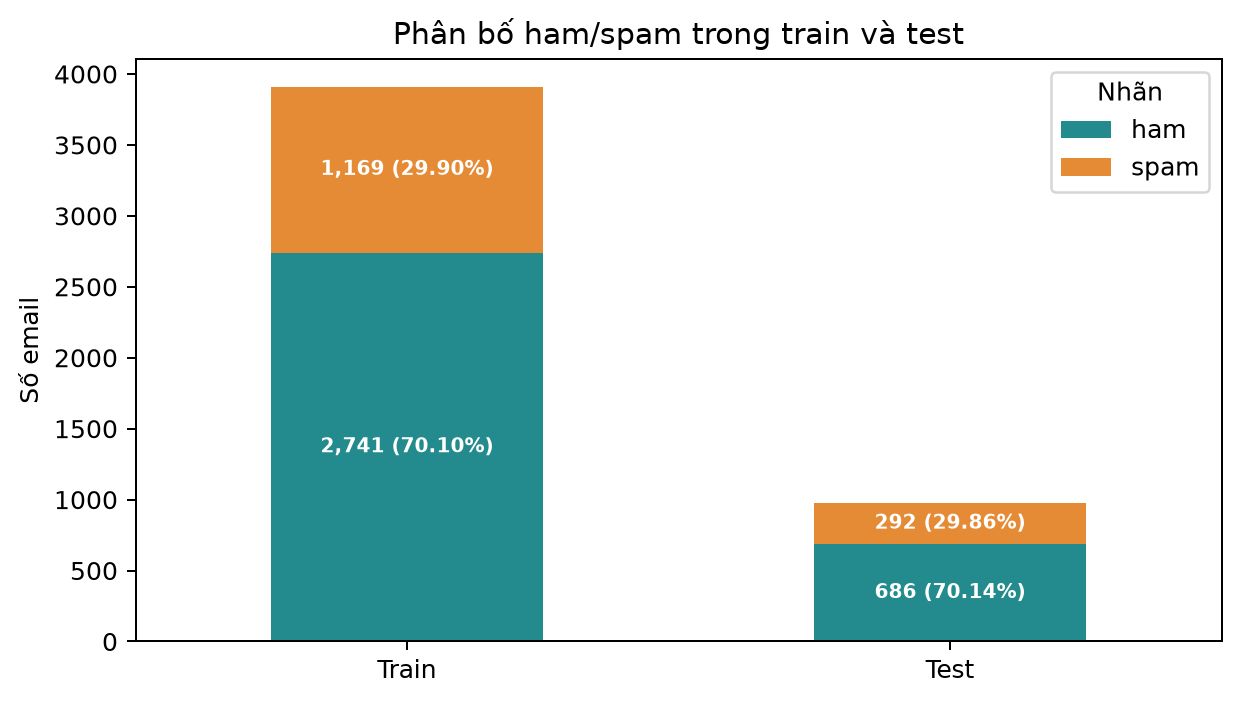 Phân bố ham/spam trong train và test
Nhãn
ham
spam
Số email
4000
3500
3000
2500
2000
1500
1000
500
0
1,169 (29.90%)
2,741 (70.10%)
292 (29.86%)
686 (70.14%)
Train
Test